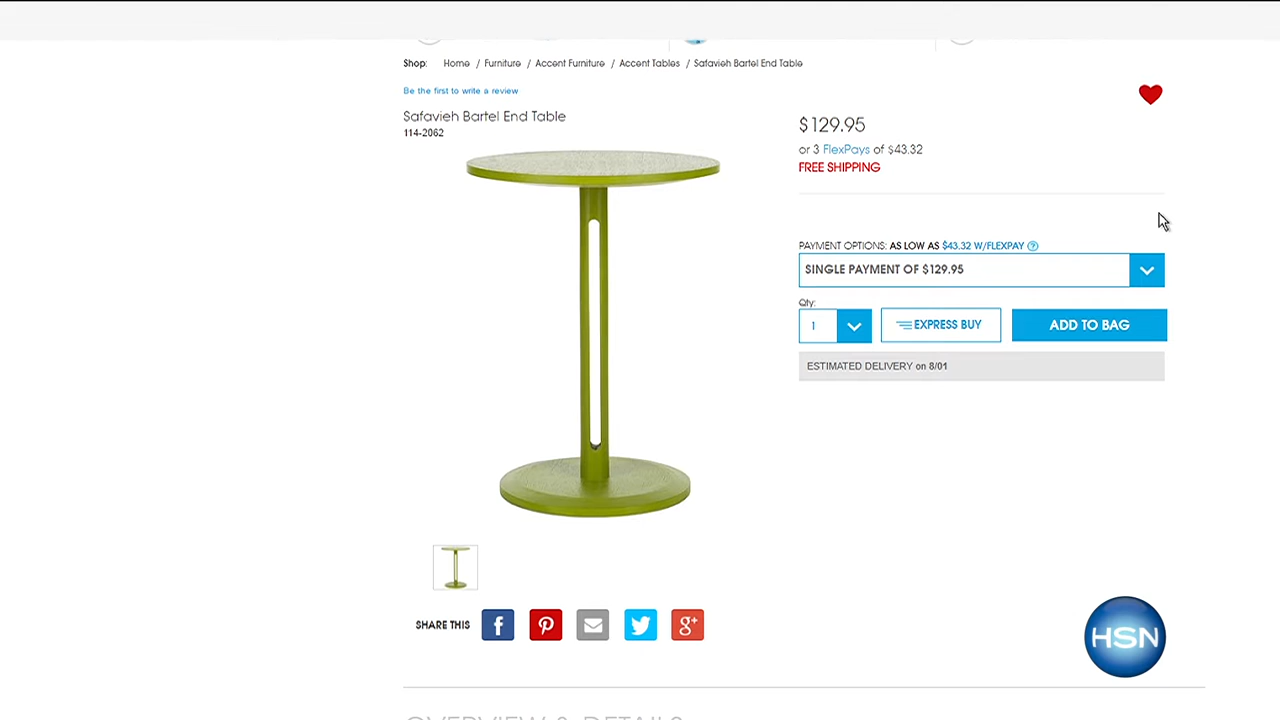 Shop: Home / Furniture / Accent Furniture / Accent Tables / Safavieh Bartel End Table
Be the first to write a review
Safavieh Bartel End Table
114-2062
$129.95
or 3 FlexPays of $43.32
FREE SHIPPING
PAYMENT OPTIONS: AS LOW AS $43.32 W/FLEXPAY ?
SINGLE PAYMENT OF $129.95
Qty:
1
EXPRESS BUY
ADD TO BAG
ESTIMATED DELIVERY on 8/01
SHARE THIS
HSN
OVERVIEW & DETAILS